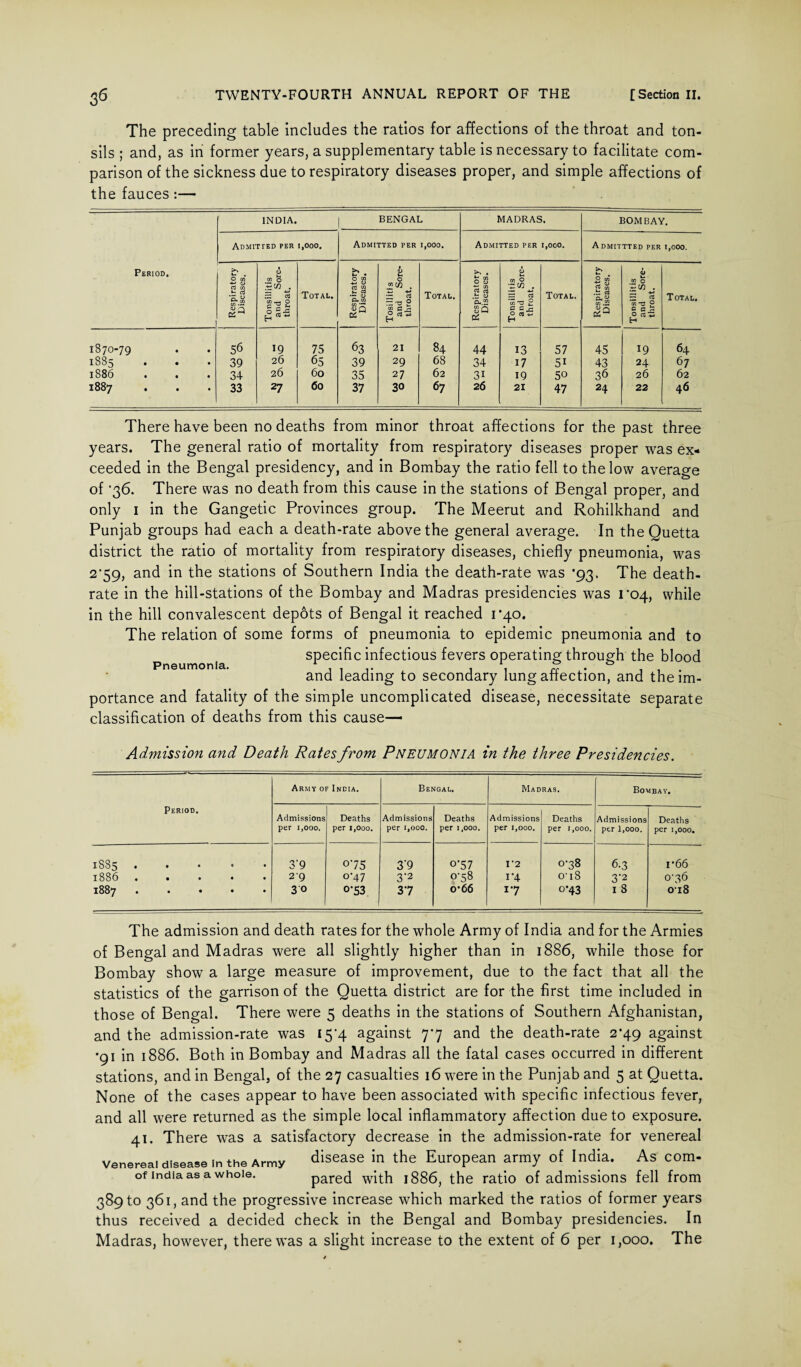 36 TWENTY-FOURTH ANNUAL REPORT OF THE [Section II.
The preceding table includes the ratios for affections of the throat and ton-
sils ; and, as in former years, a supplementary table is necessary to facilitate com-
parison of the sickness due to respiratory diseases proper, and simple affections of
the fauces :—
Period. INDIA. BENGAL MADRAS. BOMBAY.
Admitted per 1,000. Admitted per 1,000. Admitted per 1,000. Admittted per 1,000.
Respiratory Diseases. Tonsillitis and Sore-throat. Total. Respiratory Diseases. Tosillitis and Sore-throat. Total. Respiratory Diseases. Tonsillitis and Sore-throat. Total. Respiratory Diseases. Tonsillitis and Sore-throat. Total.
1870-79 . . 56 19 75 63 21 84 44 13 57 45 19 64
1885 . . . 39 26 65 39 29 68 34 17 51 43 24 67
1886 . . . 34 26 60 35 27 62 31 19 50 36 26 62
1887 . . . 33 27 60 37 30 67 26 21 47 24 22 46
There have been no deaths from minor throat affections for the past three
years. The general ratio of mortality from respiratory diseases proper was ex-
ceeded in the Bengal presidency, and in Bombay the ratio fell to the low average
of ·36. There was no death from this cause in the stations of Bengal proper, and
only 1 in the Gangetic Provinces group. The Meerut and Rohilkhand and
Punjab groups had each a death-rate above the general average. In the Quetta
district the ratio of mortality from respiratory diseases, chiefly pneumonia, was
2·59, and in the stations of Southern India the death-rate was ·93. The death-
rate in the hill-stations of the Bombay and Madras presidencies was 1·04, while
in the hill convalescent depôts of Bengal it reached 1·40.
The relation of some forms of pneumonia to epidemic pneumonia and to
Pneumonia. specific infectious fevers operating through the blood
and leading to secondary lung affection, and the im-
portance and fatality of the simple uncomplicated disease, necessitate separate
classification of deaths from this cause—
Admission and Death Rates from PNEUMONIA in the three Presidencies.
Period. Army of India. Bengal. Madras. Bombay.
Admissions per 1,000. Deaths per 1,000. Admissions per 1,000. Deaths per 1,000. Admissions per 1,000. Deaths per 1,000. Admissions per 1,000. Deaths per 1,000.
1885 . . . . . 3·9 0·75 3·9 0·57 1·2 0·38 6.3 1·66
1886 . . . . . 2·9 0·47 3·2 0·58 1·4 0·18 3·2 0·36
1887 . . . . . 3·0 0·53 3·7 0·66 1·7 0·43 1 8 0·18
The admission and death rates for the whole Army of India and for the Armies
of Bengal and Madras were all slightly higher than in 1886, while those for
Bombay show a large measure of improvement, due to the fact that all the
statistics of the garrison of the Quetta district are for the first time included in
those of Bengal. There were 5 deaths in the stations of Southern Afghanistan,
and the admission-rate was 15·4 against 7·7 and the death-rate 2·49 against
·91 in 1886. Both in Bombay and Madras all the fatal cases occurred in different
stations, and in Bengal, of the 27 casualties 16 were in the Punjab and 5 at Quetta.
None of the cases appear to have been associated with specific infectious fever,
and all were returned as the simple local inflammatory affection due to exposure.
41. There was a satisfactory decrease in the admission-rate for venereal
Venereal disease in the Army disease in the European army of India. As com-
of India as a whole. pared with 1886, the ratio of admissions fell from
389 to 361, and the progressive increase which marked the ratios of former years
thus received a decided check in the Bengal and Bombay presidencies. In
Madras, however, there was a slight increase to the extent of 6 per 1,000. The